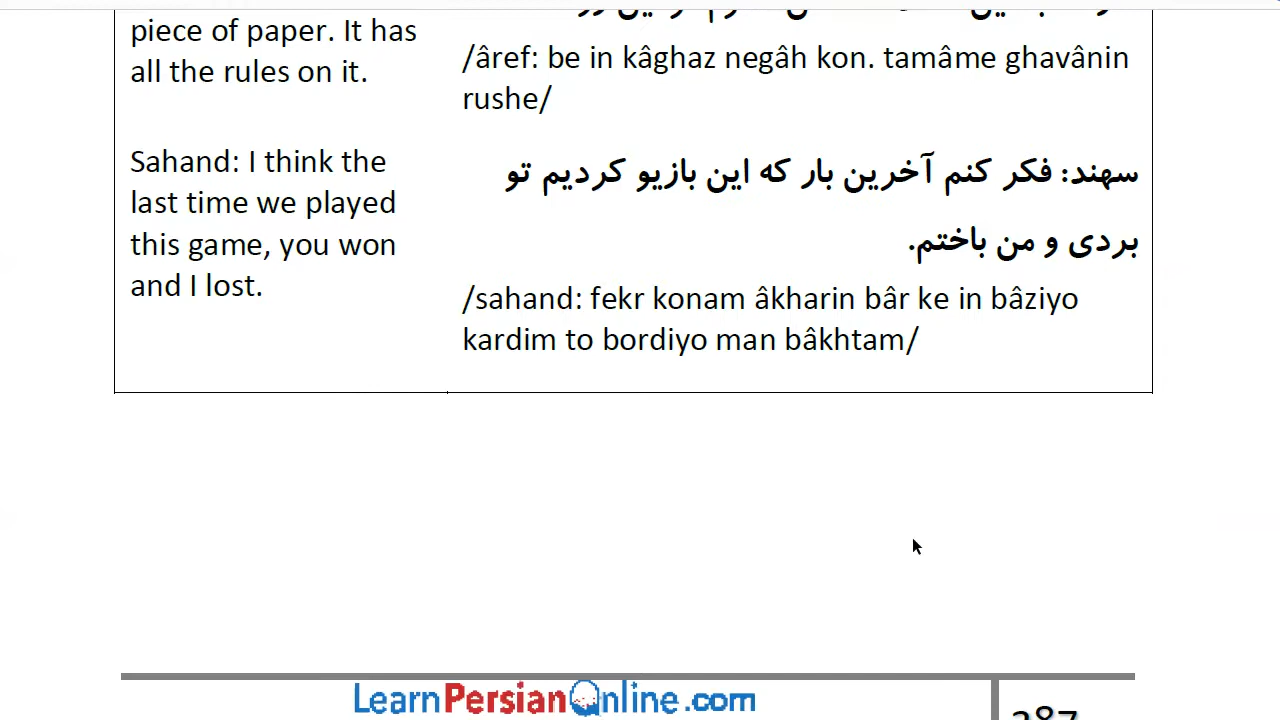 piece of paper. It has
all the rules on it.
/âref: be in kâghaz negâh kon. tamâme ghavânin
rushe/
Sahand: I think the
last time we played
this game, you won
and I lost.
سهند: فکر کنم آخرین بار که این بازیو کردیم تو
بردی و من باختم.
/sahand: fekr konam âkharin bâr ke in bâziyo
kardim to bordiyo man bâkhtam/
LearnPersianOnline.com
287